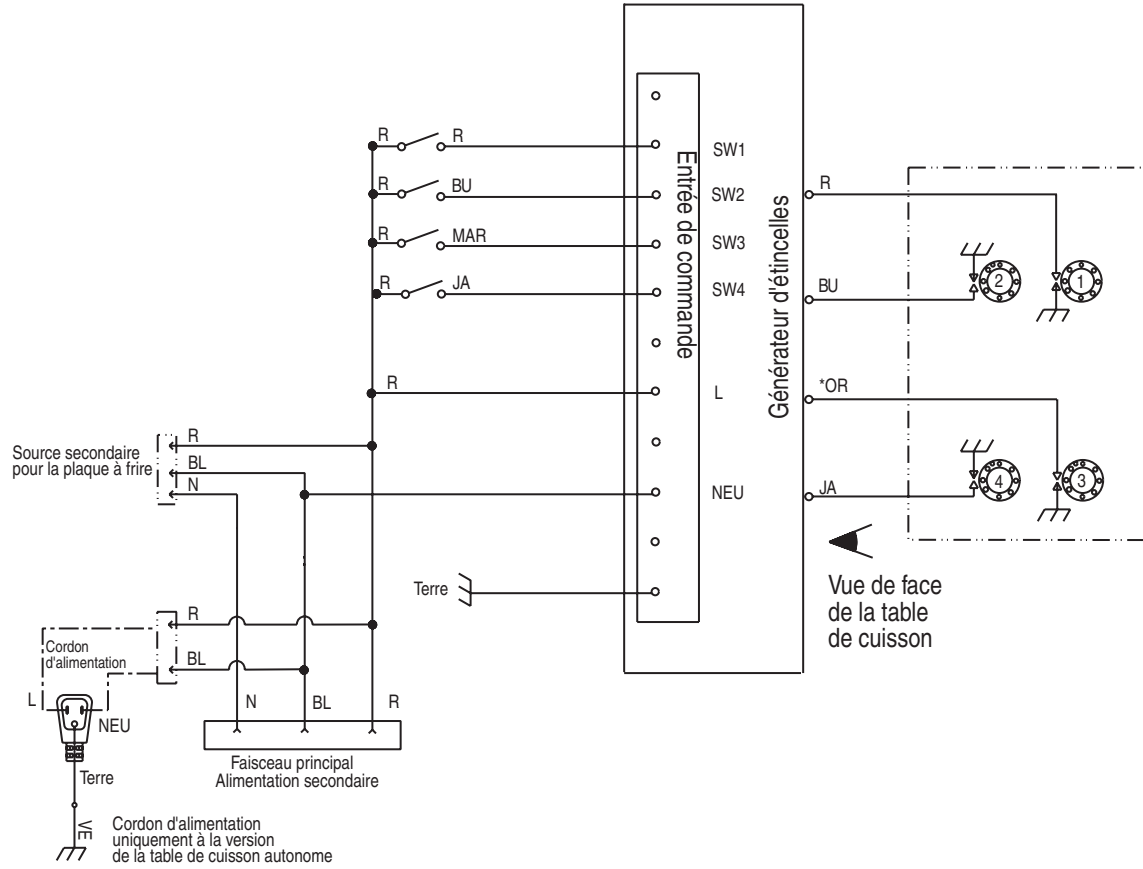 R R
SW1
R BU
SW2
R
R MAR
SW3
R JA
SW4
BU
2
1
Entrée de commande
Générateur d'étincelles
R
L
*OR
Source secondaire
pour la plaque à frire
R
BL
N
NEU
JA
4
3
Terre
Vue de face
de la table
de cuisson
R
Cordon
d'alimentation
BL
L
NEU
N BL R
Faisceau principal
Alimentation secondaire
Terre
VE
Cordon d'alimentation
uniquement à la version
de la table de cuisson autonome